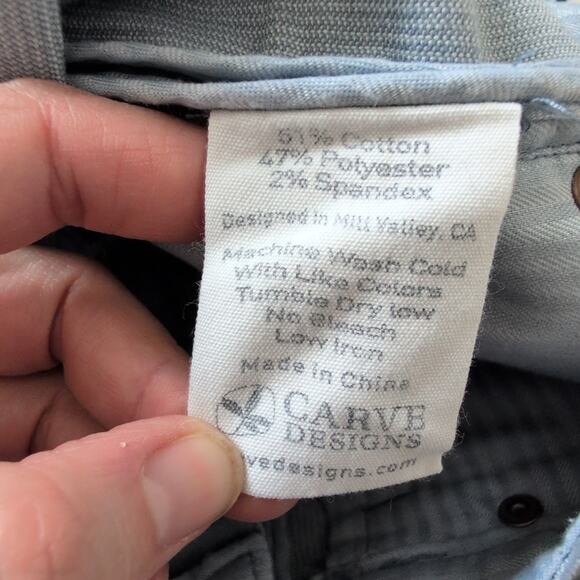 51% Cotton
47% Polyester
2% Spandex
Designed in Mill Valley, CA
Machine Wash Cold
With Like Colors
Tumble Dry Low
No Bleach
Low Iron
Made in China
CARVE
DESIGNS
vedesigns.com